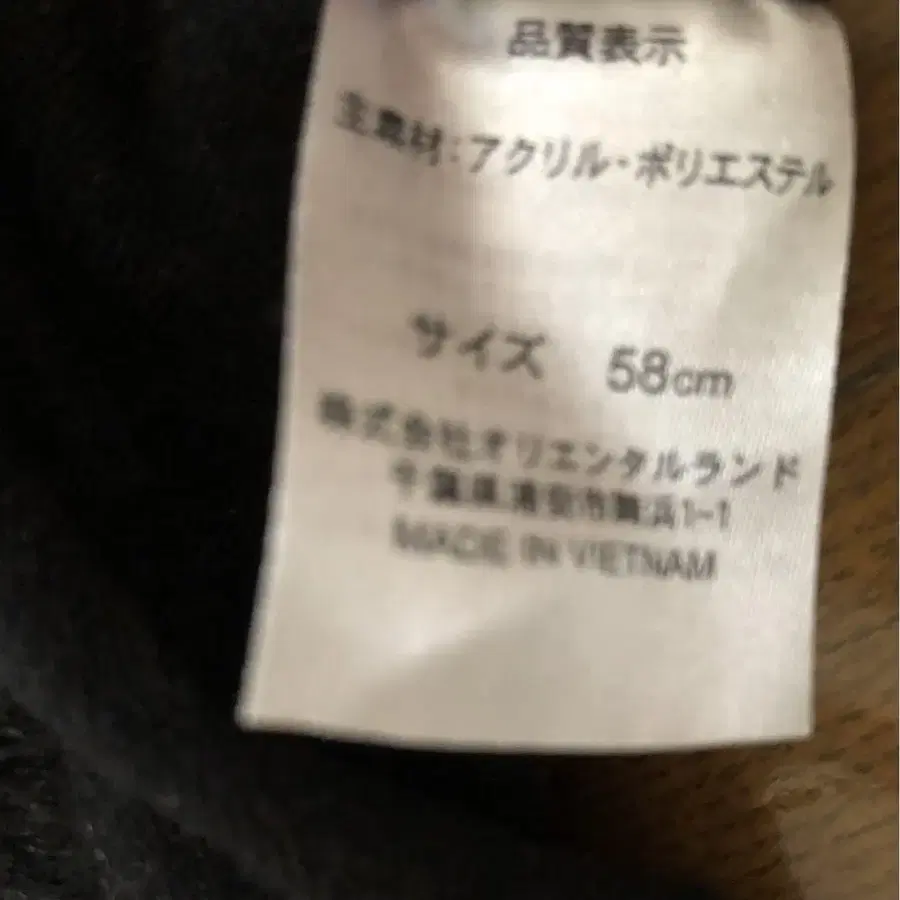 品質表示
主素材:アクリル・ポリエステル
サイズ 58cm
株式会社オリエンタルランド
千葉県浦安市舞浜1-1
MADE IN VIETNAM